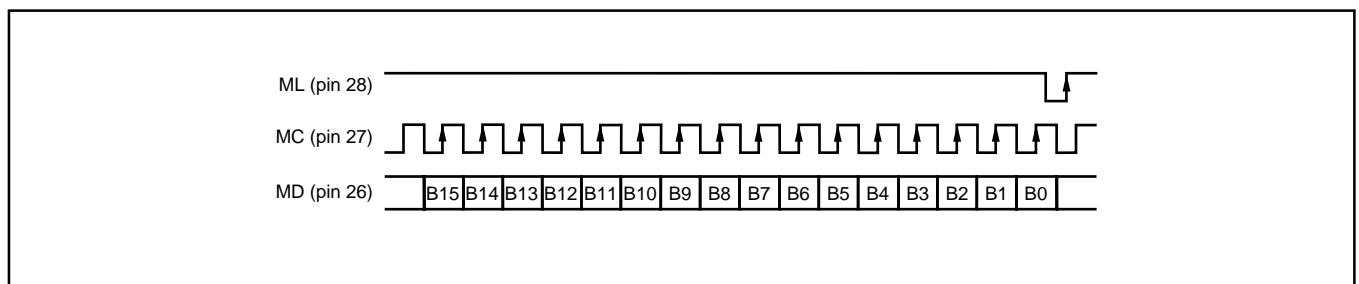 ML (pin 28)
MC (pin 27)
MD (pin 26) B15 B14 B13 B12 B11 B10 B9 B8 B7 B6 B5 B4 B3 B2 B1 B0